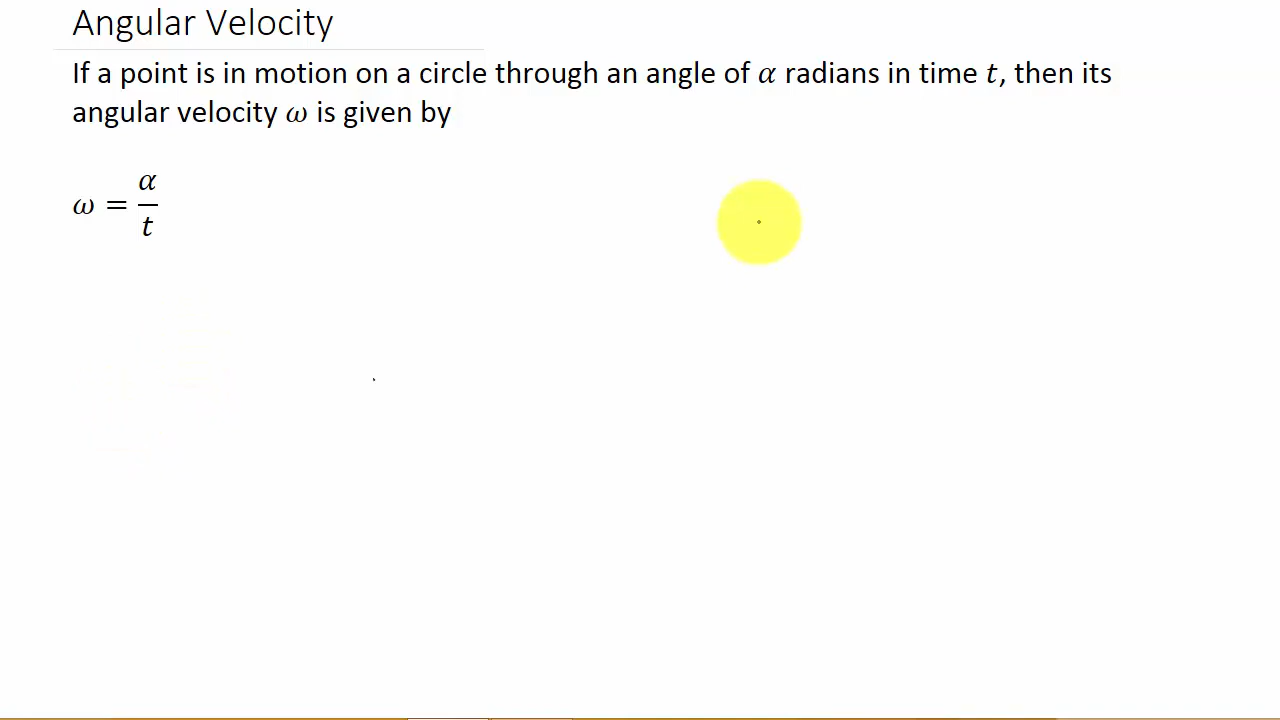 Angular Velocity
If a point is in motion on a circle through an angle of α radians in time t, then its
angular velocity ω is given by
ω = α/t